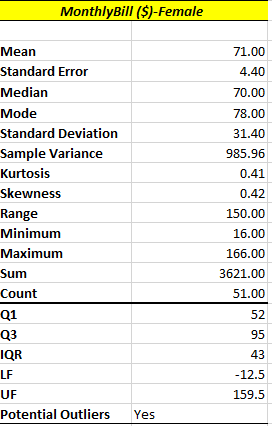 MonthlyBill ($)-Female
Mean 71.00
Standard Error 4.40
Median 70.00
Mode 78.00
Standard Deviation 31.40
Sample Variance 985.96
Kurtosis 0.41
Skewness 0.42
Range 150.00
Minimum 16.00
Maximum 166.00
Sum 3621.00
Count 51.00
Q1 52
Q3 95
IQR 43
LF -12.5
UF 159.5
Potential Outliers Yes